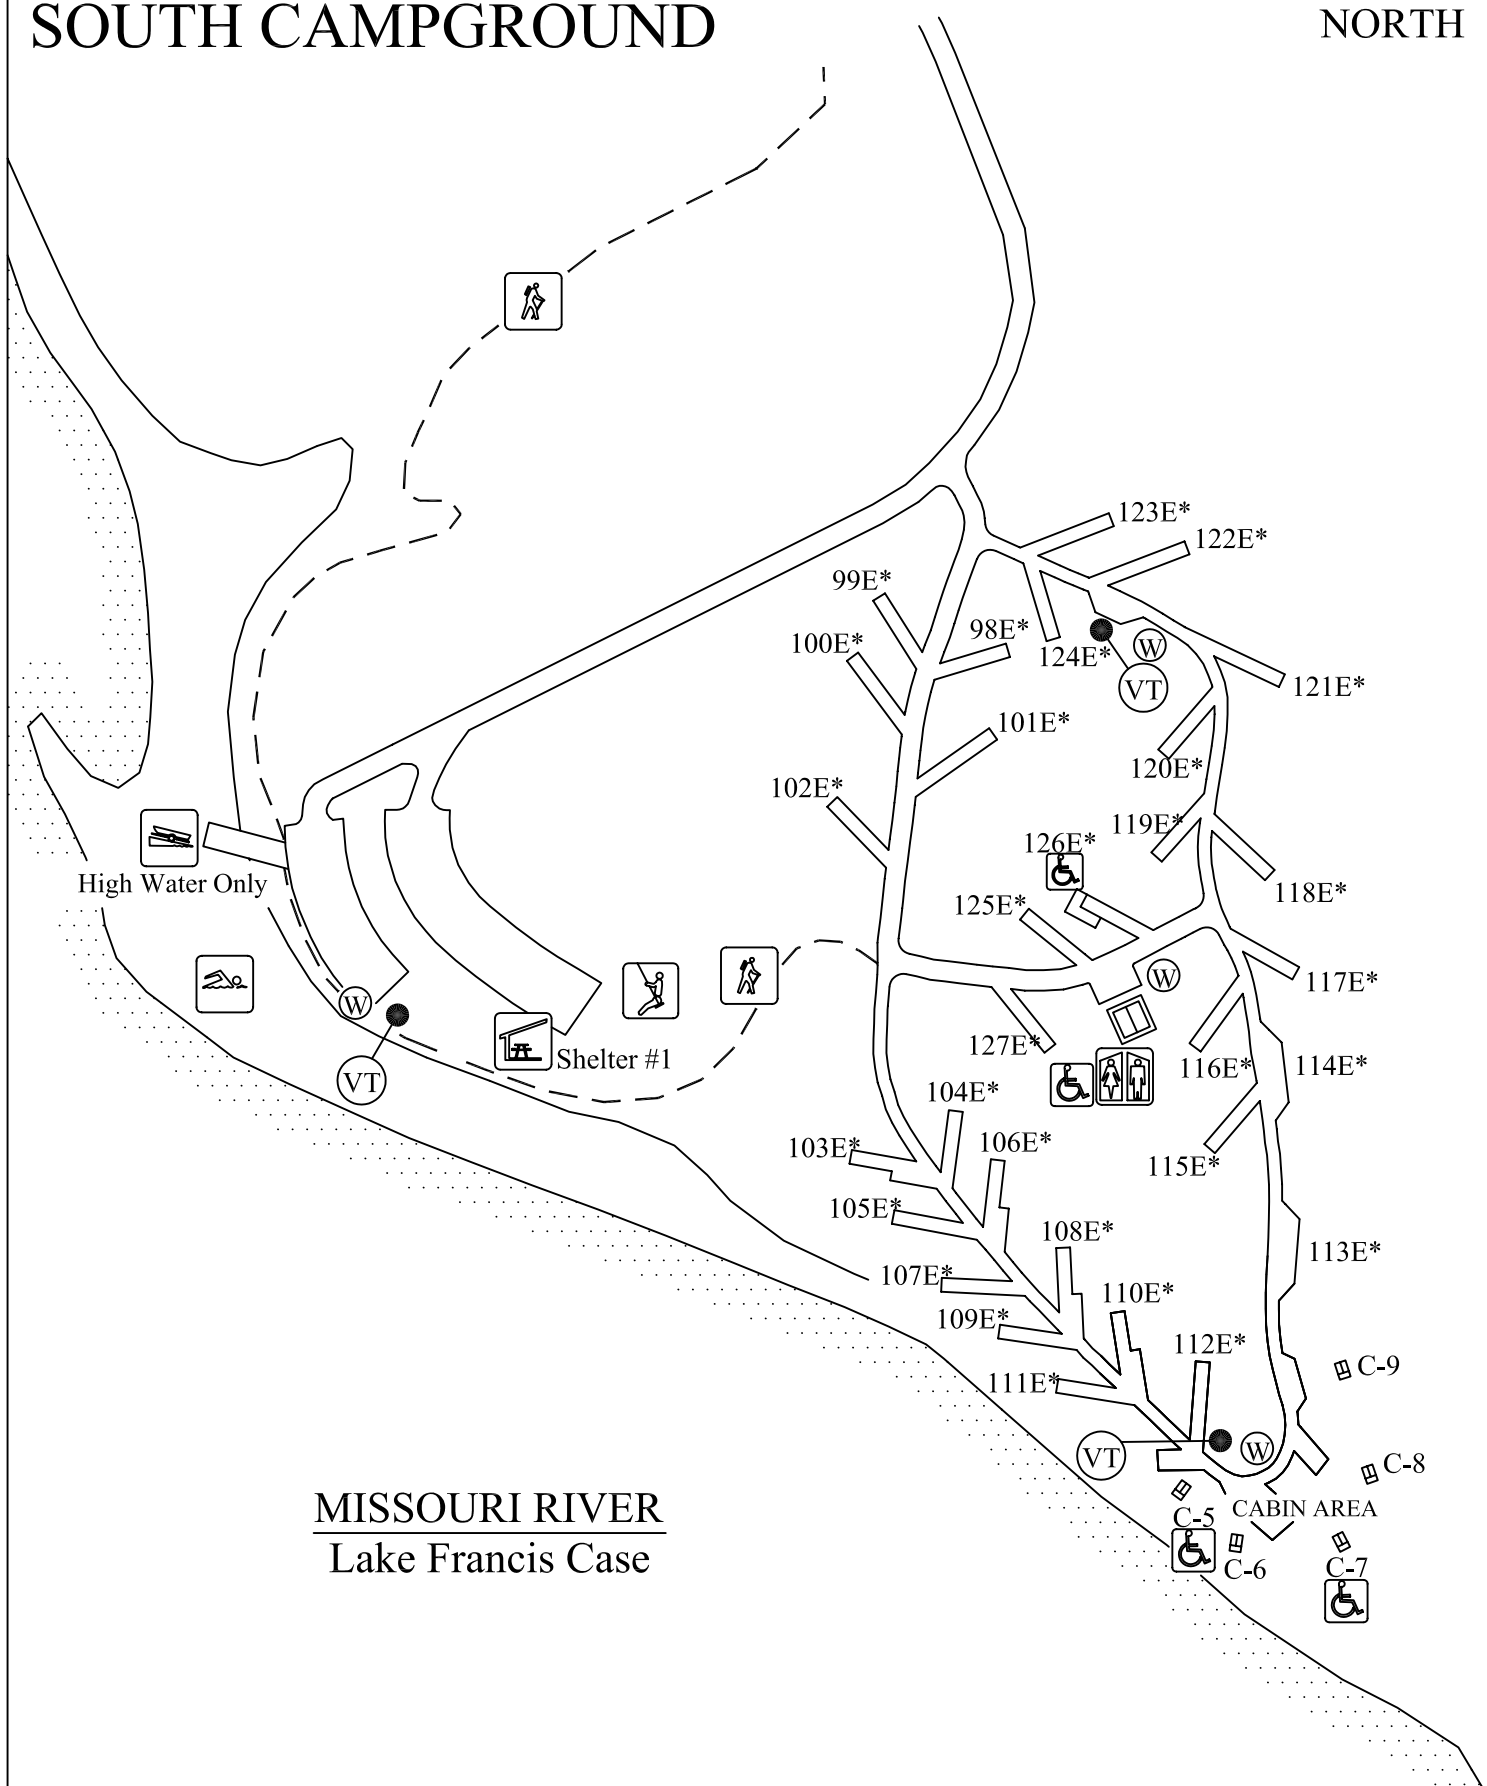 SOUTH CAMPGROUND
NORTH
123E*
122E*
99E*
98E*
100E*
124E*
W
VT
121E*
101E*
120E*
102E*
119E*
126E*
High Water Only
118E*
125E*
W
117E*
W
127E*
Shelter #1
116E*
114E*
VT
104E*
103E*
106E*
115E*
105E*
108E*
113E*
107E*
110E*
109E*
112E*
C-9
111E*
VT
W
C-8
MISSOURI RIVER
C-5
CABIN AREA
Lake Francis Case
C-6
C-7